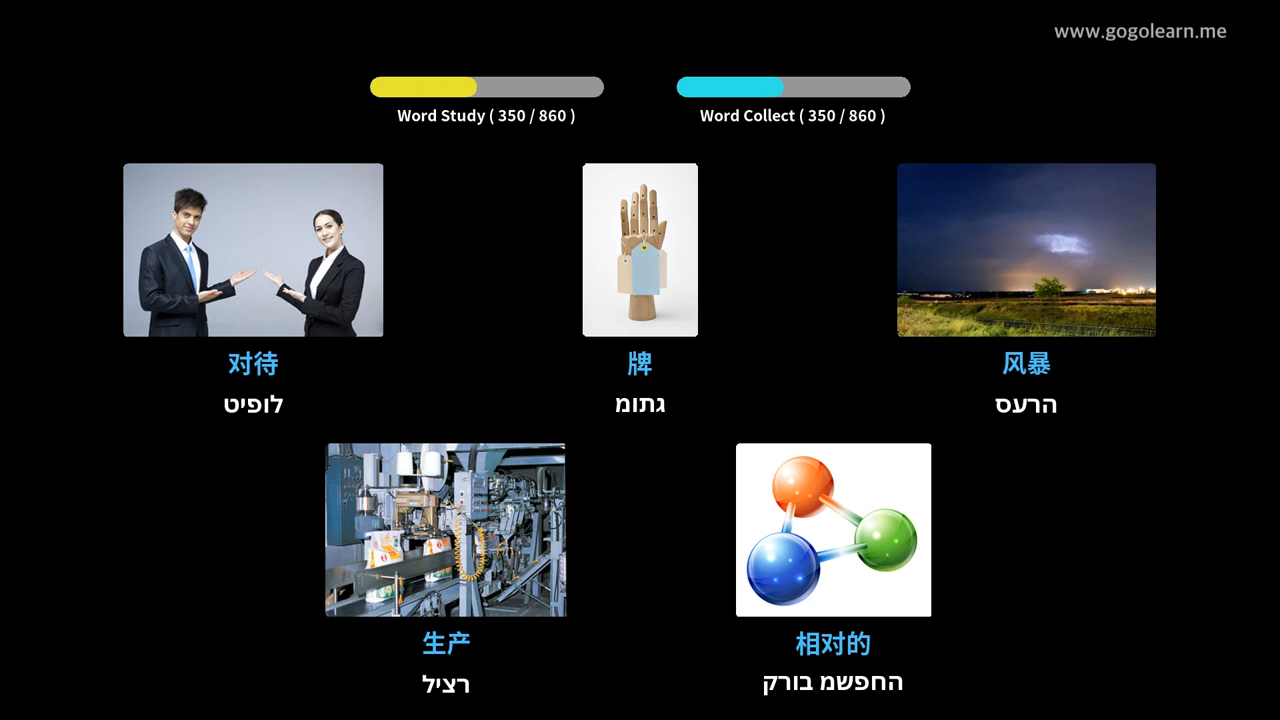 www.gogolearn.me
Word Study ( 350 / 860 )
Word Collect ( 350 / 860 )
对待
牌
风暴
לופיט
גתומ
הרעס
生产
相对的
רציל
החפשמ בורק